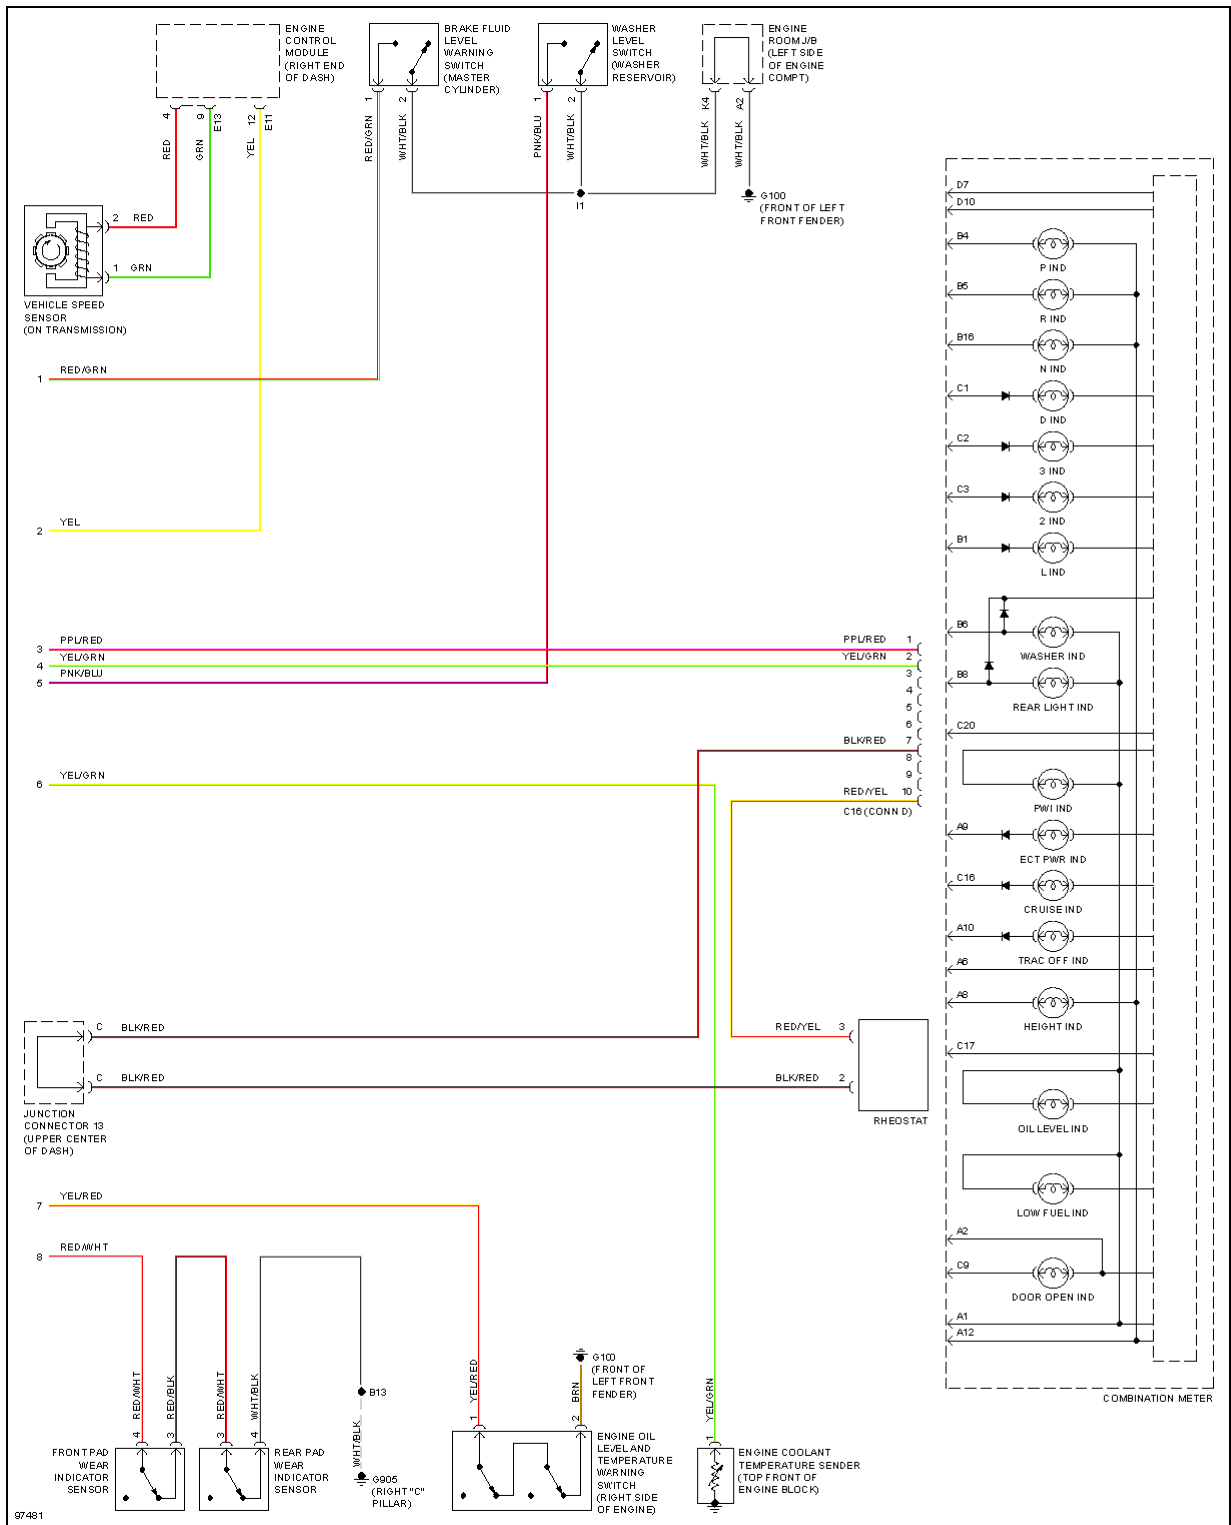 ENGINE
CONTROL
MODULE
(RIGHT END
OF DASH)
BRAKE FLUID
LEVEL
WARNING
SWITCH
(MASTER
CYLINDER)
WASHER
LEVEL
SWITCH
(WASHER
RESERVOIR)
ENGINE
ROOM J/B
(LEFT SIDE
OF ENGINE
COMPT)
4
9
E13
12
E11
1
2
1
2
K4
A2
RED
GRN
YEL
RED/GRN
WHT/BLK
PNK/BLU
WHT/BLK
WHT/BLK
WHT/BLK
I1
G100
(FRONT OF LEFT
FRONT FENDER)
2 RED
1 GRN
VEHICLE SPEED
SENSOR
(ON TRANSMISSION)
1 RED/GRN
2 YEL
3 PPL/RED
4 YEL/GRN
5 PNK/BLU
6 YEL/GRN
PPL/RED 1
YEL/GRN 2
3
4
5
6
BLK/RED 7
8
9
RED/YEL 10
C16 (CONN D)
D7
D10
B4
P IND
B5
R IND
B16
N IND
C1
D IND
C2
3 IND
C3
2 IND
B1
L IND
B6
WASHER IND
B8
REAR LIGHT IND
C20
PWI IND
A9
ECT PWR IND
C16
CRUISE IND
A10
TRAC OFF IND
A6
A8
HEIGHT IND
C17
OIL LEVEL IND
LOW FUEL IND
A2
C9
DOOR OPEN IND
A1
A12
COMBINATION METER
C BLK/RED
C BLK/RED
JUNCTION
CONNECTOR 13
(UPPER CENTER
OF DASH)
RED/YEL 3
BLK/RED 2
RHEOSTAT
7 YEL/RED
8 RED/WHT
RED/WHT
RED/BLK
RED/WHT
WHT/BLK
4
3
3
4
B13
WHT/BLK
G905
(RIGHT "C"
PILLAR)
FRONT PAD
WEAR
INDICATOR
SENSOR
REAR PAD
WEAR
INDICATOR
SENSOR
YEL/RED
1
G100
(FRONT OF
LEFT FRONT
FENDER)
BRN
2
ENGINE OIL
LEVEL AND
TEMPERATURE
WARNING
SWITCH
(RIGHT SIDE
OF ENGINE)
YEL/GRN
1
ENGINE COOLANT
TEMPERATURE SENDER
(TOP FRONT OF
ENGINE BLOCK)
97481